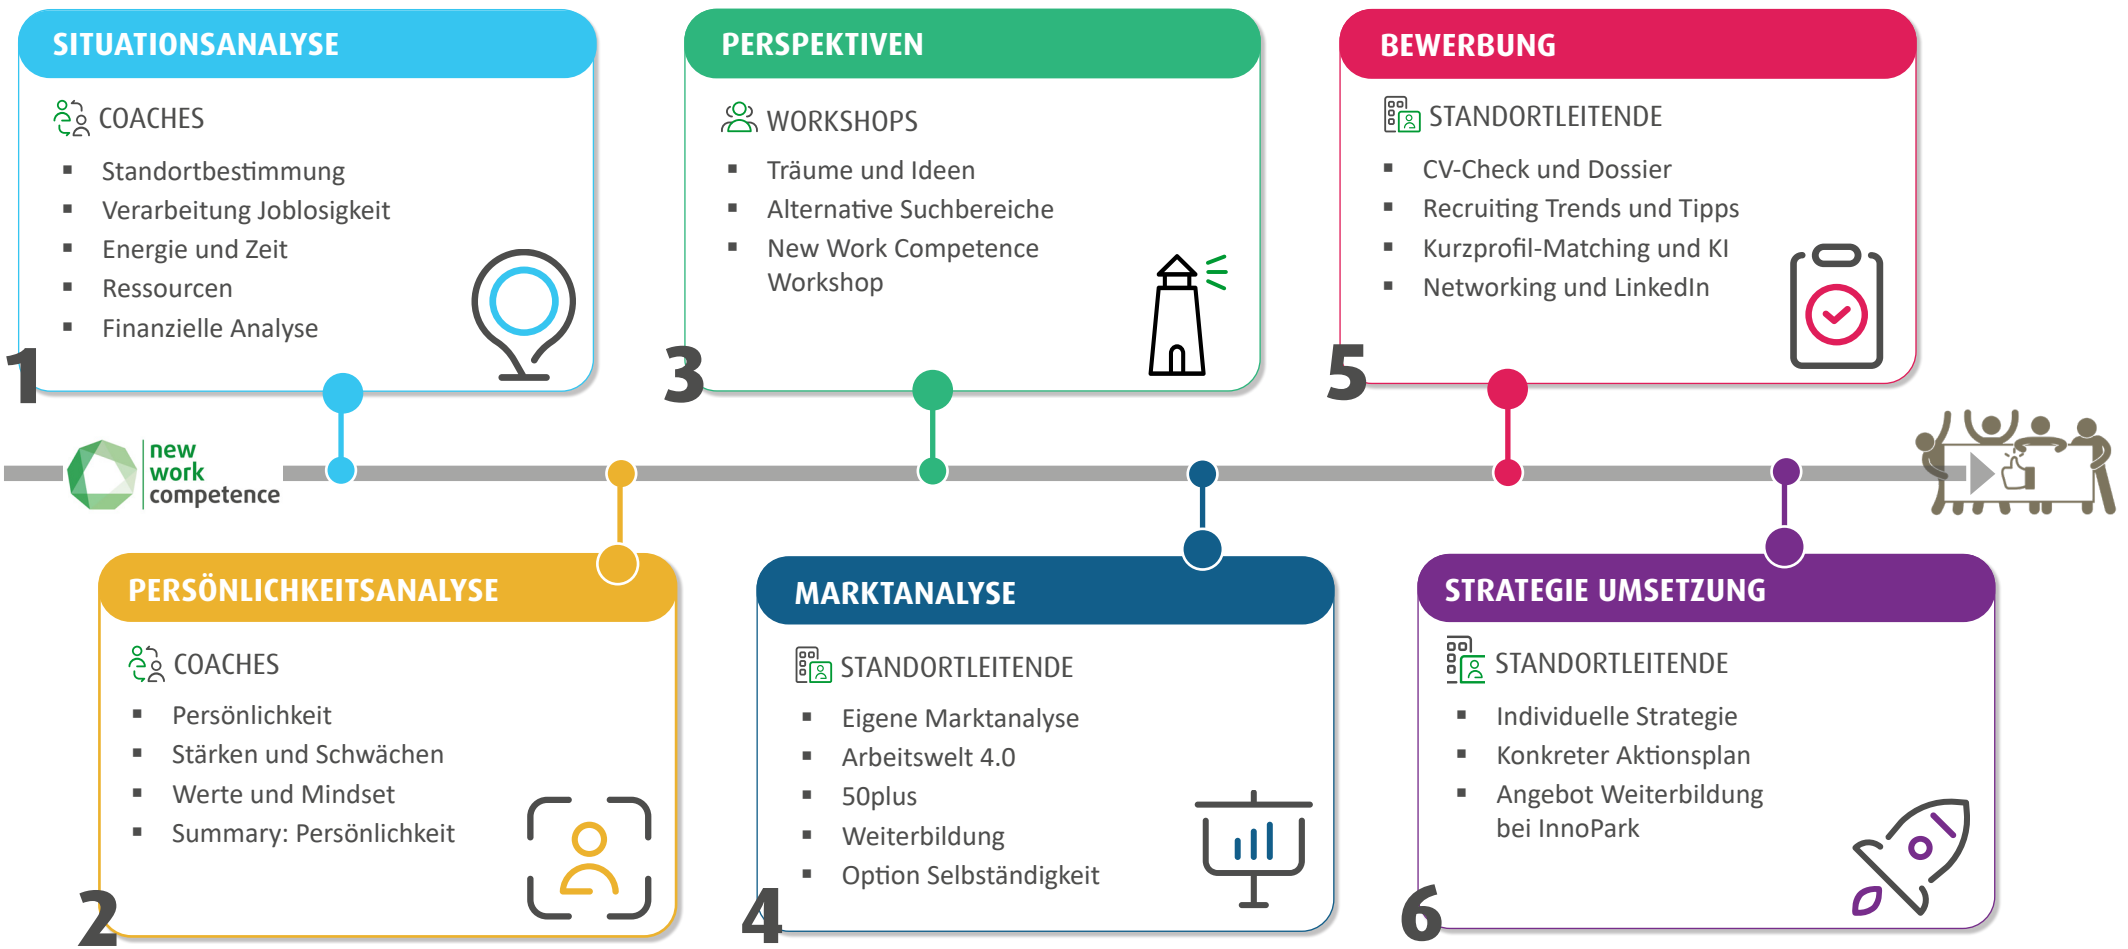 1
SITUATIONSANALYSE
COACHES
▪ Standortbestimmung
▪ Verarbeitung Joblosigkeit
▪ Energie und Zeit
▪ Ressourcen
▪ Finanzielle Analyse
3
PERSPEKTIVEN
WORKSHOPS
▪ Träume und Ideen
▪ Alternative Suchbereiche
▪ New Work Competence
Workshop
5
BEWERBUNG
STANDORTLEITENDE
▪ CV-Check und Dossier
▪ Recruiting Trends und Tipps
▪ Kurzprofil-Matching und KI
▪ Networking und LinkedIn
new
work
competence
2
PERSÖNLICHKEITSANALYSE
COACHES
▪ Persönlichkeit
▪ Stärken und Schwächen
▪ Werte und Mindset
▪ Summary: Persönlichkeit
4
MARKTANALYSE
STANDORTLEITENDE
▪ Eigene Marktanalyse
▪ Arbeitswelt 4.0
▪ 50plus
▪ Weiterbildung
▪ Option Selbständigkeit
6
STRATEGIE UMSETZUNG
STANDORTLEITENDE
▪ Individuelle Strategie
▪ Konkreter Aktionsplan
▪ Angebot Weiterbildung
bei InnoPark